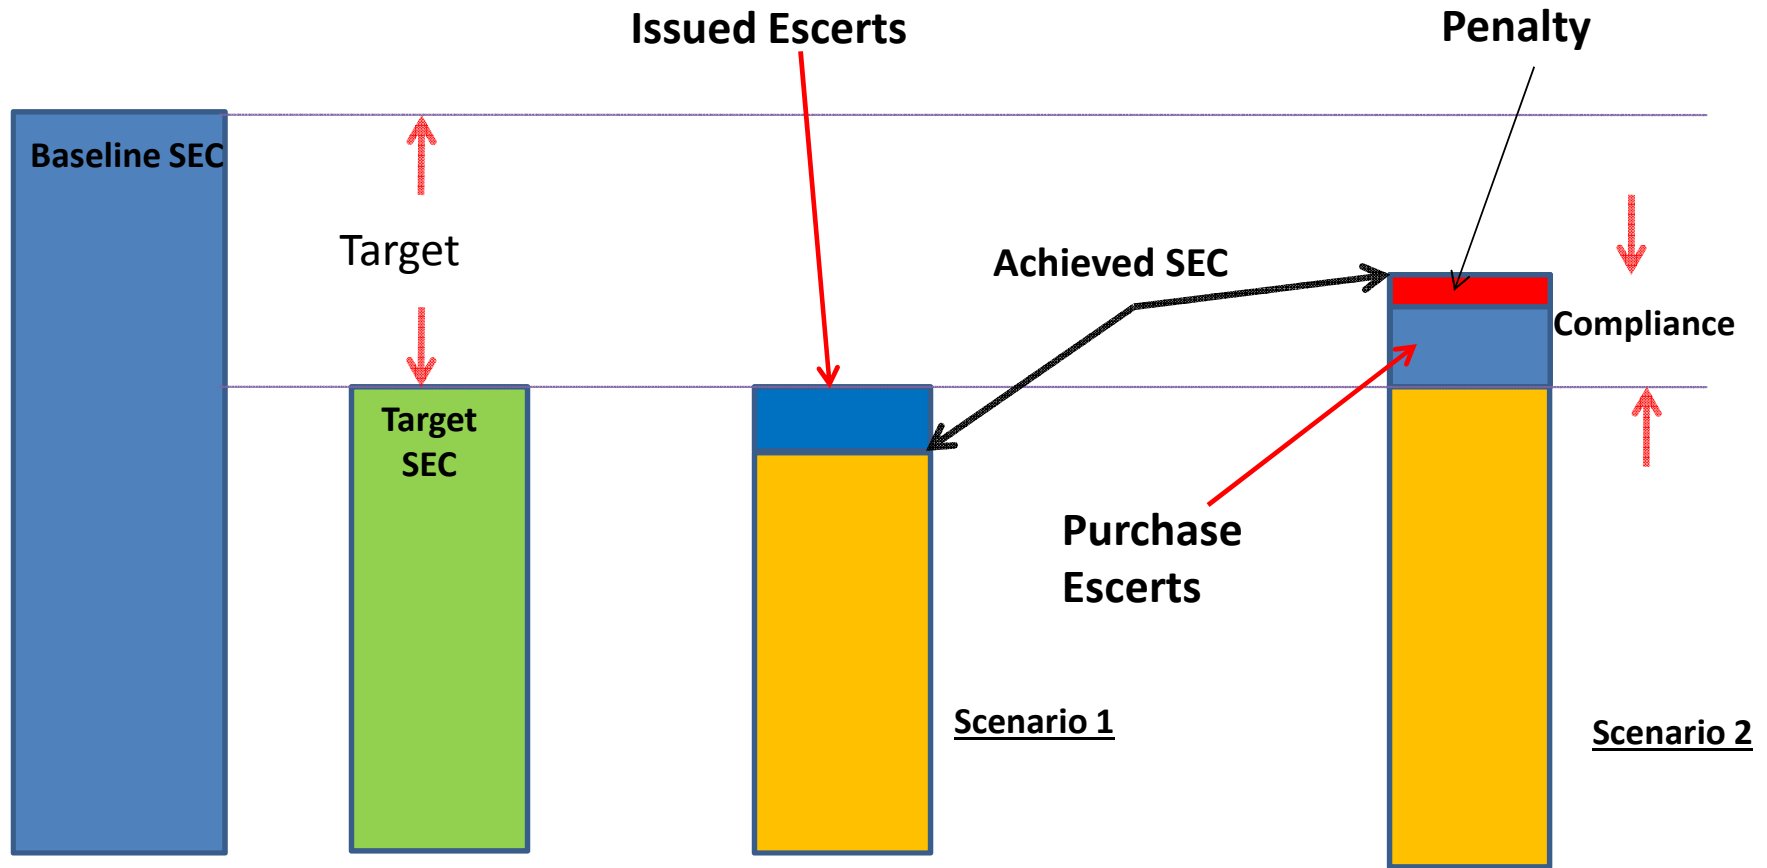 Issued Escerts
Penalty
Baseline SEC
Target
Achieved SEC
Compliance
Target
SEC
Purchase
Escerts
Scenario 1
Scenario 2